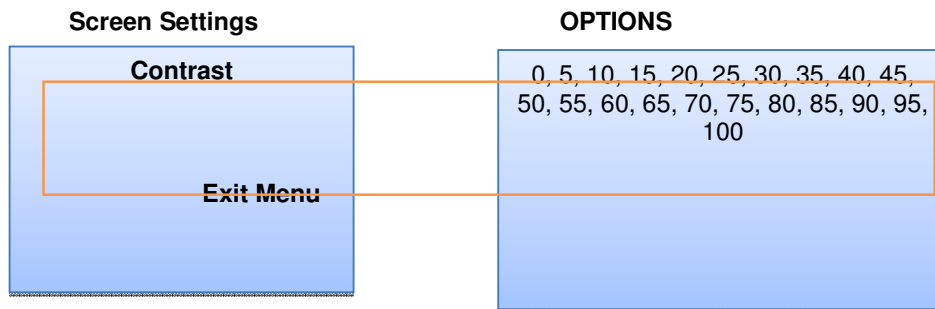 Screen Settings
OPTIONS
Contrast
0, 5, 10, 15, 20, 25, 30, 35, 40, 45,
50, 55, 60, 65, 70, 75, 80, 85, 90, 95,
100
Exit Menu